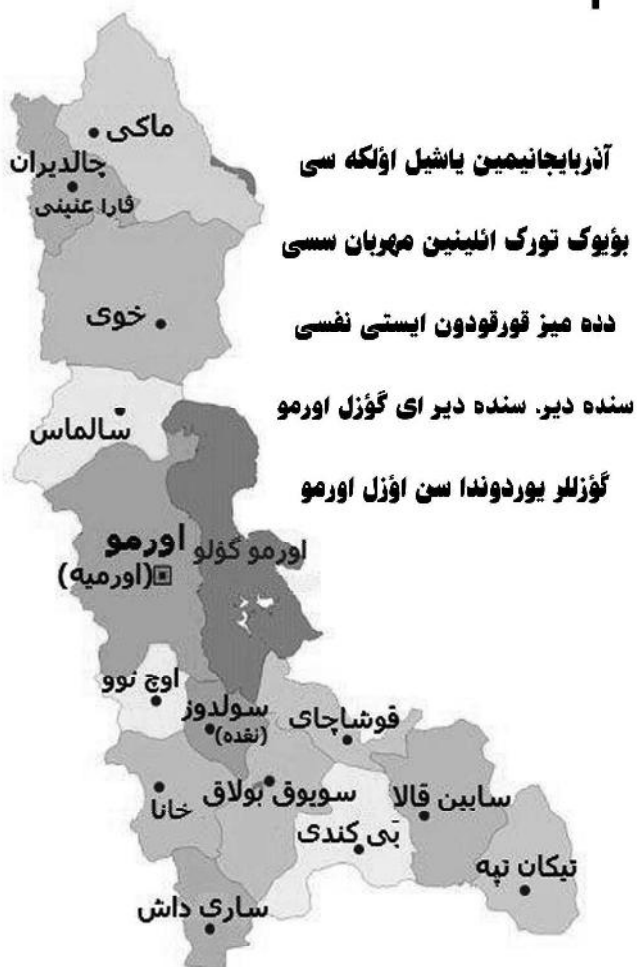 ماکی
چالدیران
قارا عئینی
خوی
سالماس
اورمو
(اورمیه)
اورمو گؤلو
اوچ نوو
سولدوز
(نقده)
قوشاچای
خانا
سویوق بولاق
بَی کندی
سایین قالا
تیکان تپه
ساری داش
آذربایجانیمین یاشیل اؤلکه سی
بؤیوک تورک ائلینین مهربان سسی
دده میز قورقودون ایستی نفسی
سنده دیر. سنده دیر ای گؤزل اورمو
گؤزللر یوردوندا سن اؤزل اورمو